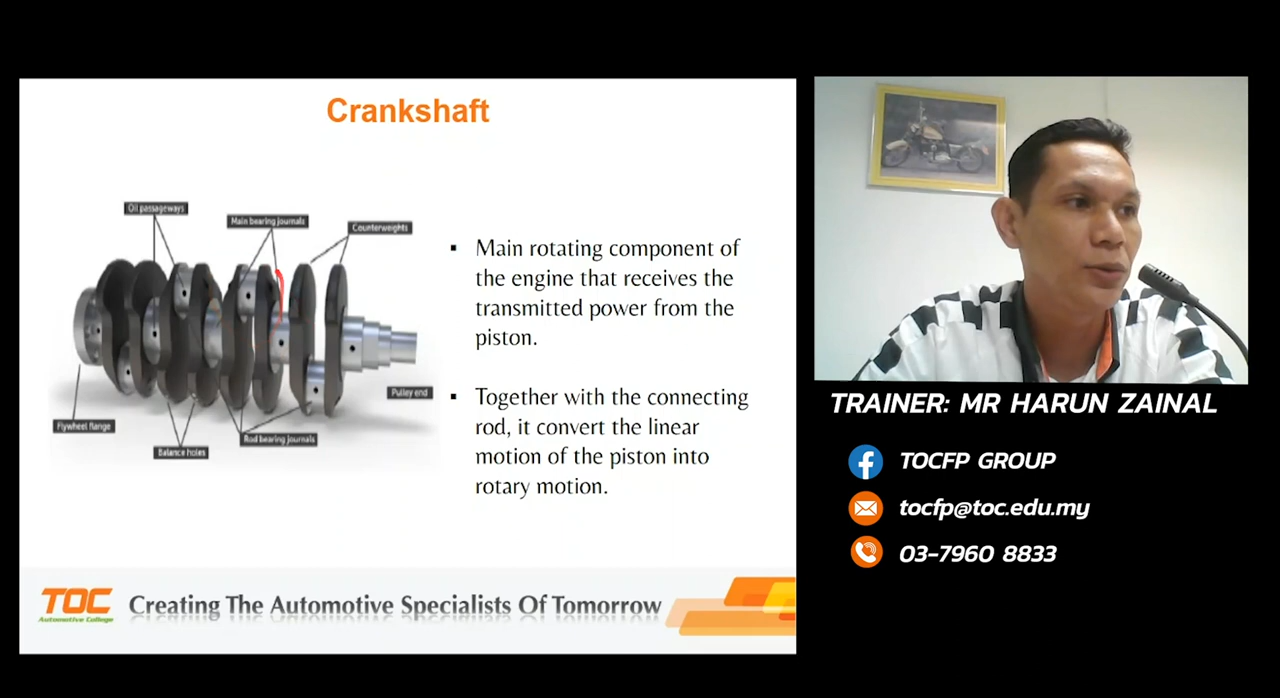 Crankshaft
Oil passageways
Main bearing journals
Counterweights
Pulley end
Flywheel flange
Rod bearing journals
Balance holes
▪ Main rotating component of
the engine that receives the
transmitted power from the
piston.
▪ Together with the connecting
rod, it convert the linear
motion of the piston into
rotary motion.
TOC
Automotive College
Creating The Automotive Specialists Of Tomorrow
TRAINER: MR HARUN ZAINAL
TOCFP GROUP
tocfp@toc.edu.my
03-7960 8833